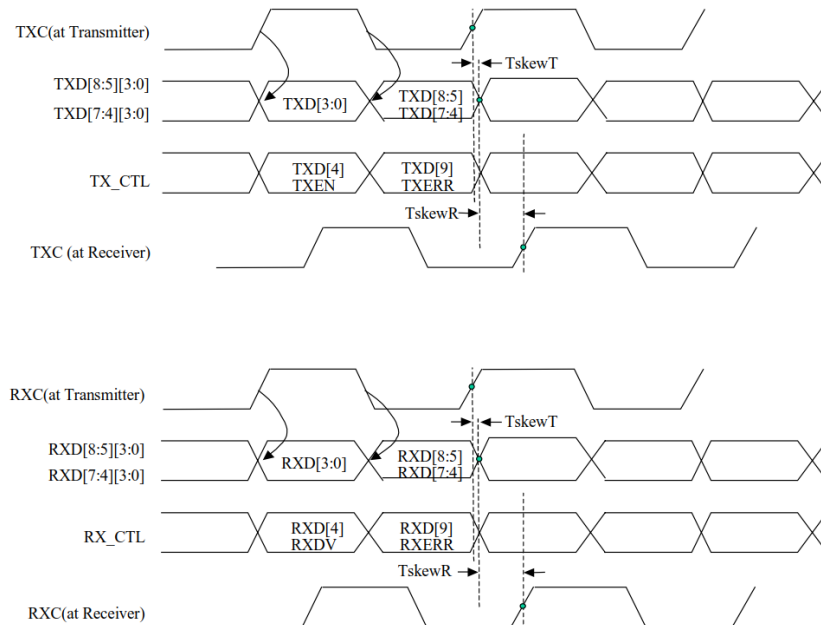 TXC(at Transmitter)
TskewT
TXD[8:5][3:0]
TXD[7:4][3:0]
TXD[3:0]
TXD[8:5]
TXD[7:4]
TX_CTL
TXD[4]
TXEN
TXD[9]
TXERR
TskewR
TXC (at Receiver)
RXC(at Transmitter)
TskewT
RXD[8:5][3:0]
RXD[7:4][3:0]
RXD[3:0]
RXD[8:5]
RXD[7:4]
RX_CTL
RXD[4]
RXDV
RXD[9]
RXERR
TskewR
RXC(at Receiver)